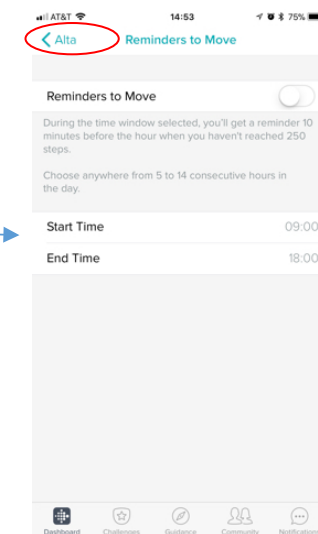 AT&T 14:53 75%
Alta Reminders to Move
Reminders to Move
During the time window selected, you'll get a reminder 10
minutes before the hour when you haven't reached 250
steps.
Choose anywhere from 5 to 14 consecutive hours in
the day.
Start Time 09:00
End Time 18:00
Dashboard Challenges Guidance Community Notifications